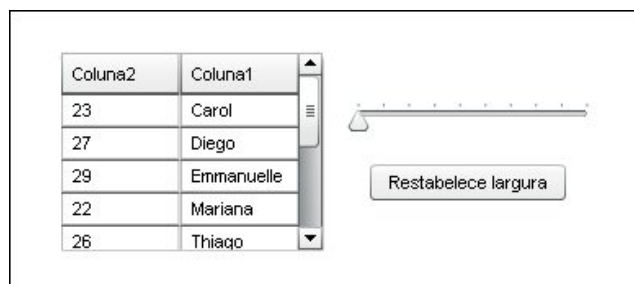 Coluna2 Coluna1
23 Carol
27 Diego
29 Emmanuelle
22 Mariana
26 Thiago
Restabelece largura